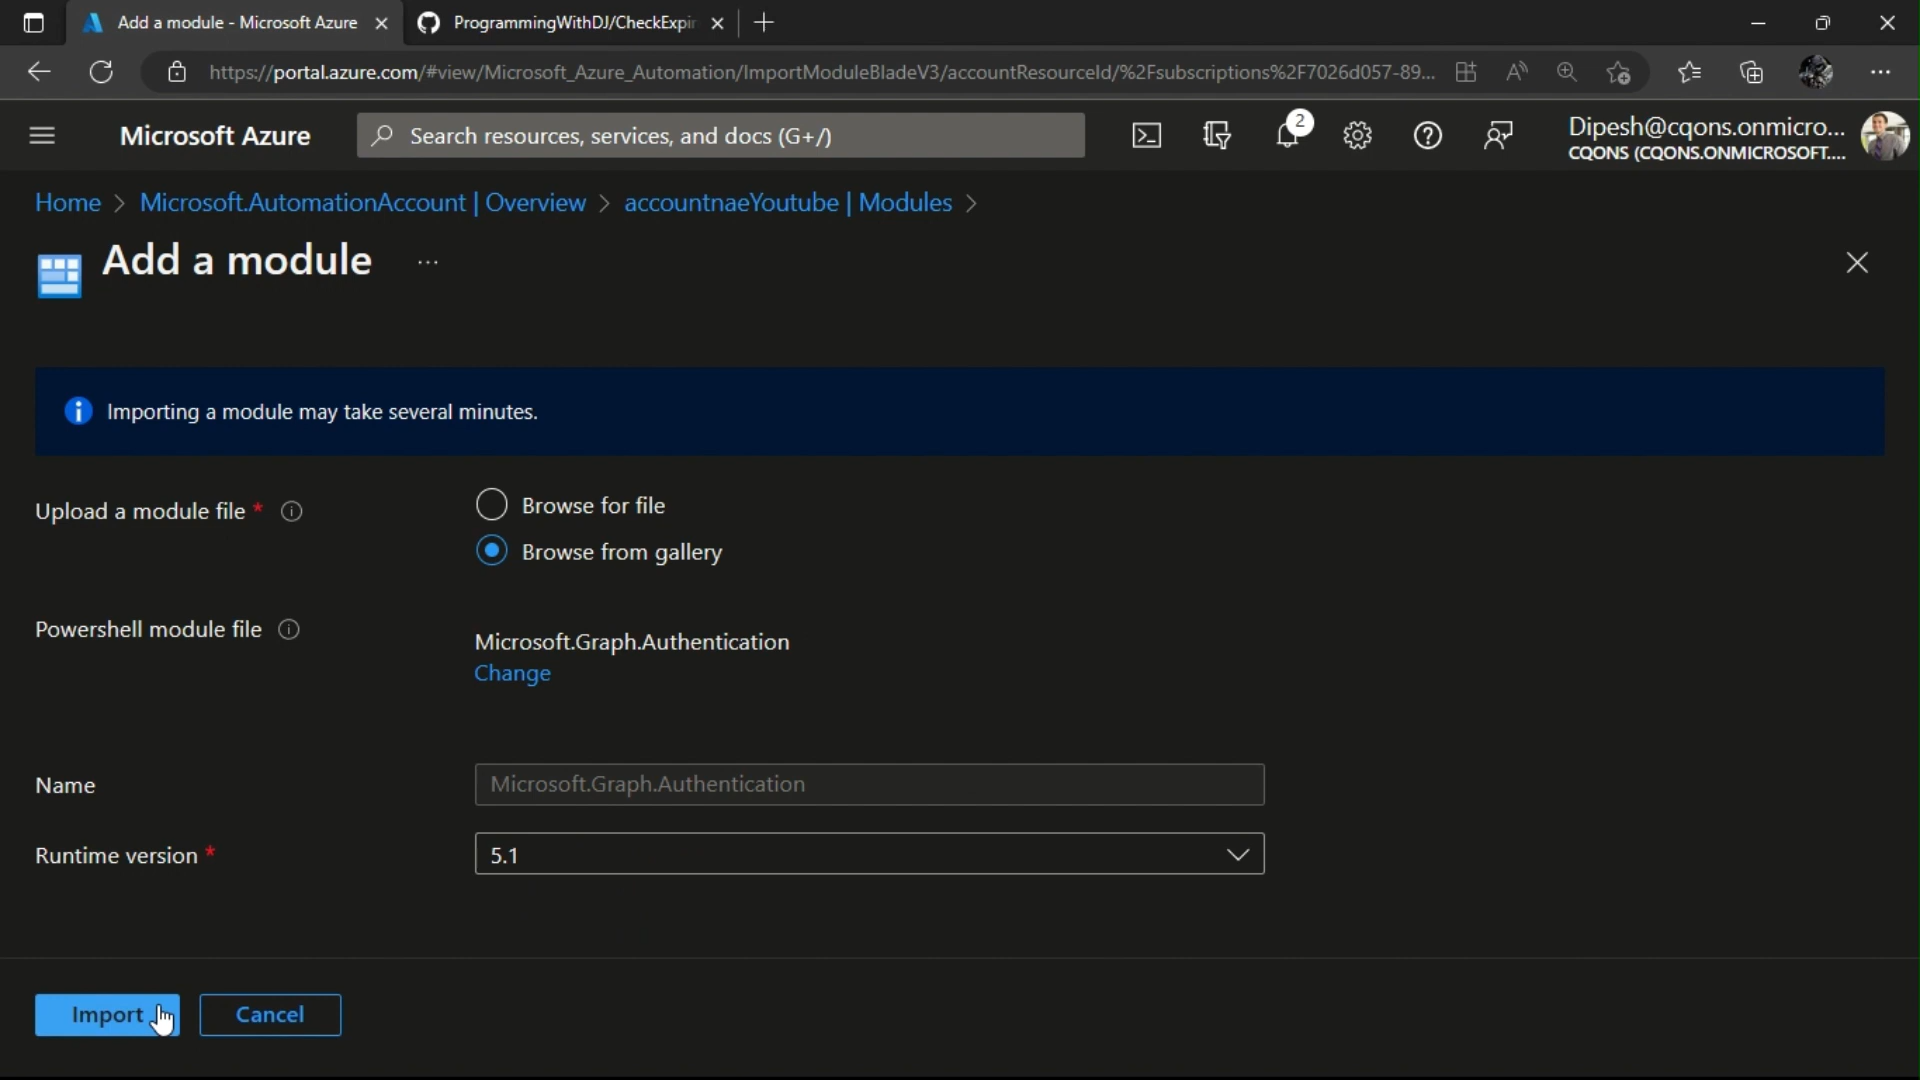 Add a module - Microsoft Azure
ProgrammingWithDJ/CheckExpir
https://portal.azure.com/#view/Microsoft_Azure_Automation/ImportModuleBladeV3/accountResourceId/%2Fsubscriptions%2F7026d057-89...
Microsoft Azure
Search resources, services, and docs (G+/)
2
Dipesh@cqons.onmicro...
CQONS (CQONS.ONMICROSOFT....
Home > Microsoft.AutomationAccount | Overview > accountnaeYoutube | Modules >
Add a module ...
Importing a module may take several minutes.
Upload a module file *
Browse for file
Browse from gallery
Powershell module file
Microsoft.Graph.Authentication
Change
Name
Microsoft.Graph.Authentication
Runtime version *
5.1
Import
Cancel